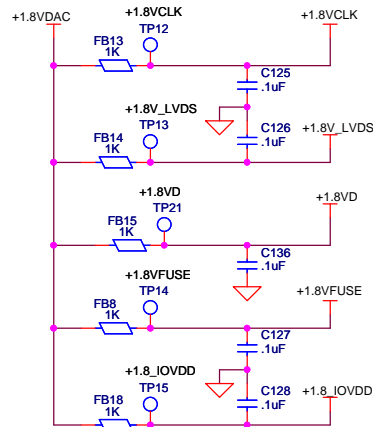 +1.8VDAC
+1.8VCLK
TP12
+1.8VCLK
FB13
1K
C125
.1uF
+1.8V_LVDS
TP13
C126
.1uF
+1.8V_LVDS
FB14
1K
+1.8VD
TP21
+1.8VD
FB15
1K
C136
.1uF
+1.8VFUSE
TP14
+1.8VFUSE
FB8
1K
C127
.1uF
+1.8_IOVDD
TP15
C128
.1uF
+1.8_IOVDD
FB18
1K